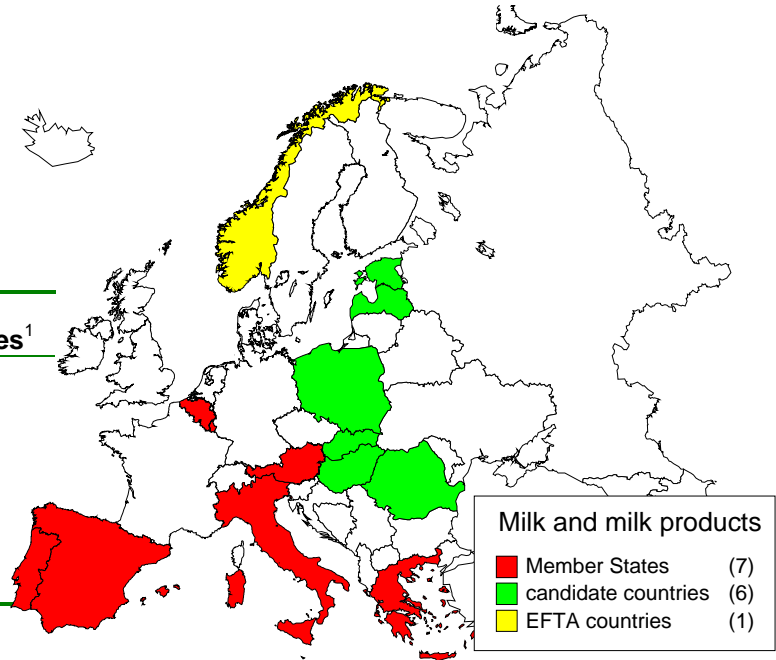 es¹
Milk and milk products
Member States (7)
candidate countries (6)
EFTA countries (1)